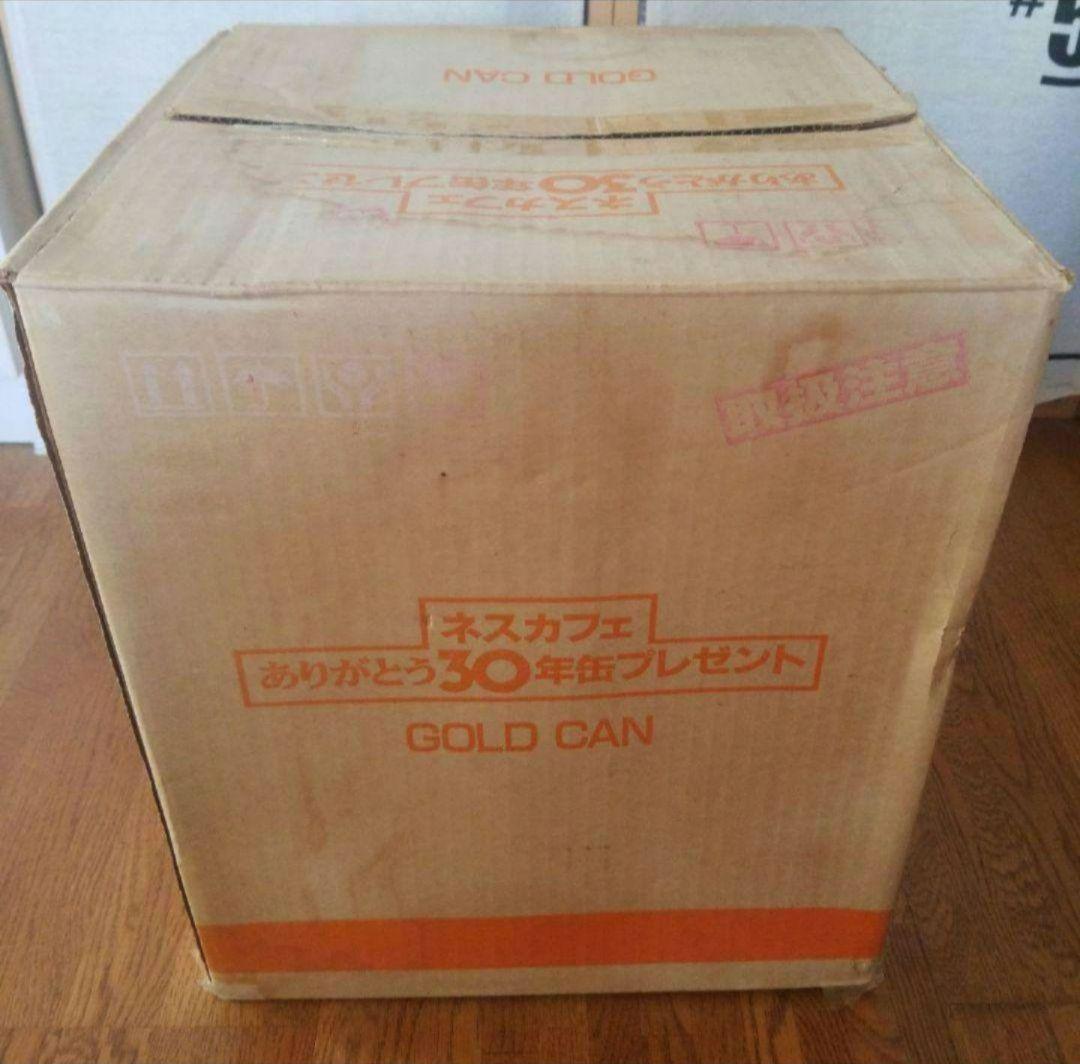 GOLD CAN
ありがとう30年缶プレゼン
ネスカフェ
取扱注意
ネスカフェ
ありがとう30年缶プレゼント
GOLD CAN
#